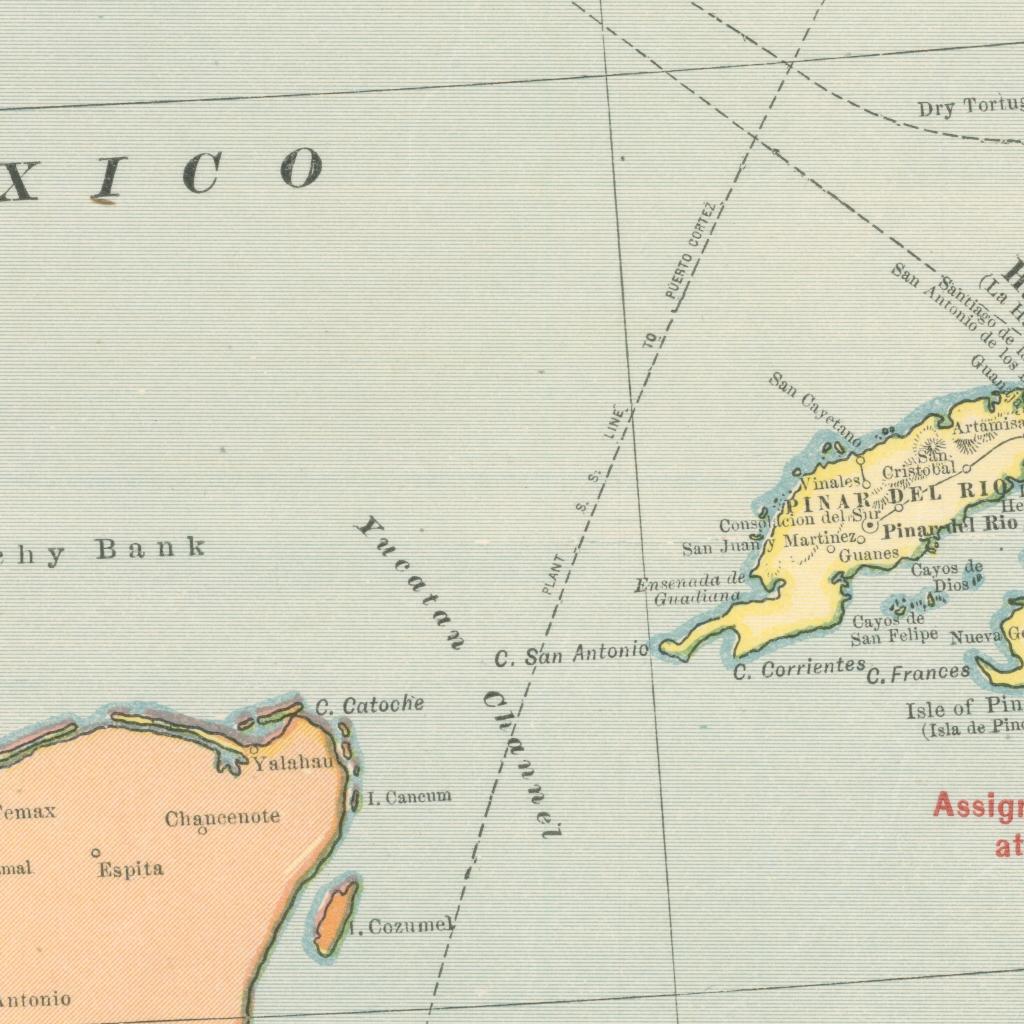 XICO
Dry Tortug
PLANT S. S. LINE TO PUERTO CORTEZ
Santiago de
San Antonio de los
(La H
San Cayetano
Artamisa
San
Cristobal
Vinales
PINAR DEL RIO
Consolacion del Sur
Pinar del Rio
San Juan y Martinez
Guanes
Ensenada de
Guadiana
Cayos de
Dios
Cayos de
San Felipe
Nueva Ge
hy Bank
Yucatan
Channel
C. San Antonio
C. Corrientes
C. Frances
Isle of Pin
(Isla de Pino
C. Catoche
Yalahau
I. Cancum
Temax
Chancenote
mal
Espita
I. Cozumel
Antonio
Assign
at